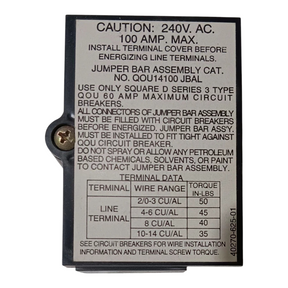 CAUTION: 240V. AC.
100 AMP. MAX.
INSTALL TERMINAL COVER BEFORE
ENERGIZING LINE TERMINALS.
JUMPER BAR ASSEMBLY CAT.
NO. QOU14100 JBAL
USE ONLY SQUARE D SERIES 3 TYPE
QOU 60 AMP MAXIMUM CIRCUIT
BREAKERS.
ALL CONNECTORS OF JUMPER BAR ASSEMBLY
MUST BE FILLED WITH CIRCUIT BREAKERS
BEFORE ENERGIZED. JUMPER BAR ASSY.
MUST BE INSTALLED TO FIT TIGHT AGAINST
QOU CIRCUIT BREAKER.
DO NOT SPRAY OR ALLOW ANY PETROLEUM
BASED CHEMICALS, SOLVENTS, OR PAINT
TO CONTACT JUMPER BAR ASSEMBLY.
TERMINAL DATA
TERMINAL WIRE RANGE TORQUE IN-LBS
LINE TERMINAL
2/0-3 CU/AL 50
4-6 CU/AL 45
8 CU/AL 40
10-14 CU/AL 35
SEE CIRCUIT BREAKERS FOR WIRE INSTALLATION
INFORMATION AND TERMINAL SCREW TORQUE.
40270-625-01